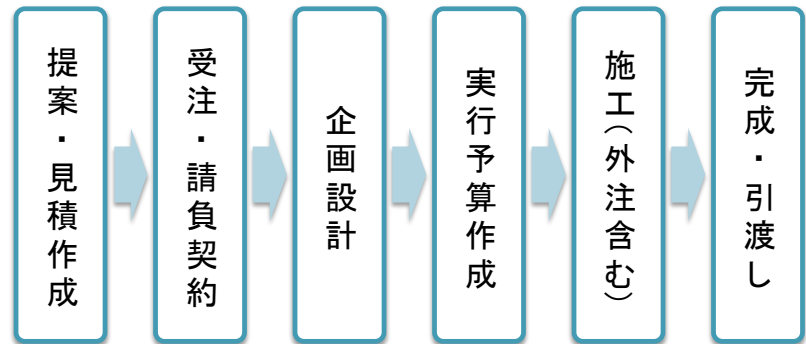 提案・見積作成
受注・請負契約
企画設計
実行予算作成
施工（外注含む）
完成・引渡し